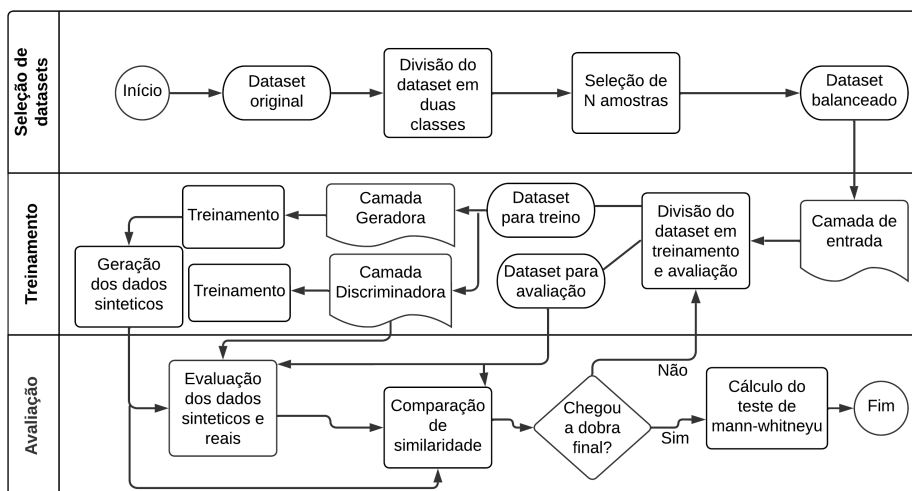 Seleção de
datasets
Início
Dataset
original
Divisão do
dataset em
duas
classes
Seleção de
N amostras
Dataset
balanceado
Treinamento
Treinamento
Camada
Geradora
Dataset
para treino
Divisão do
dataset em
treinamento
e avaliação
Camada de
entrada
Geração
dos dados
sinteticos
Treinamento
Camada
Discriminadora
Dataset para
avaliação
Avaliação
Evaluação
dos dados
sinteticos e
reais
Comparação
de
similaridade
Chegou
a dobra
final?
Não
Sim
Cálculo do
teste de
mann-whitneyu
Fim